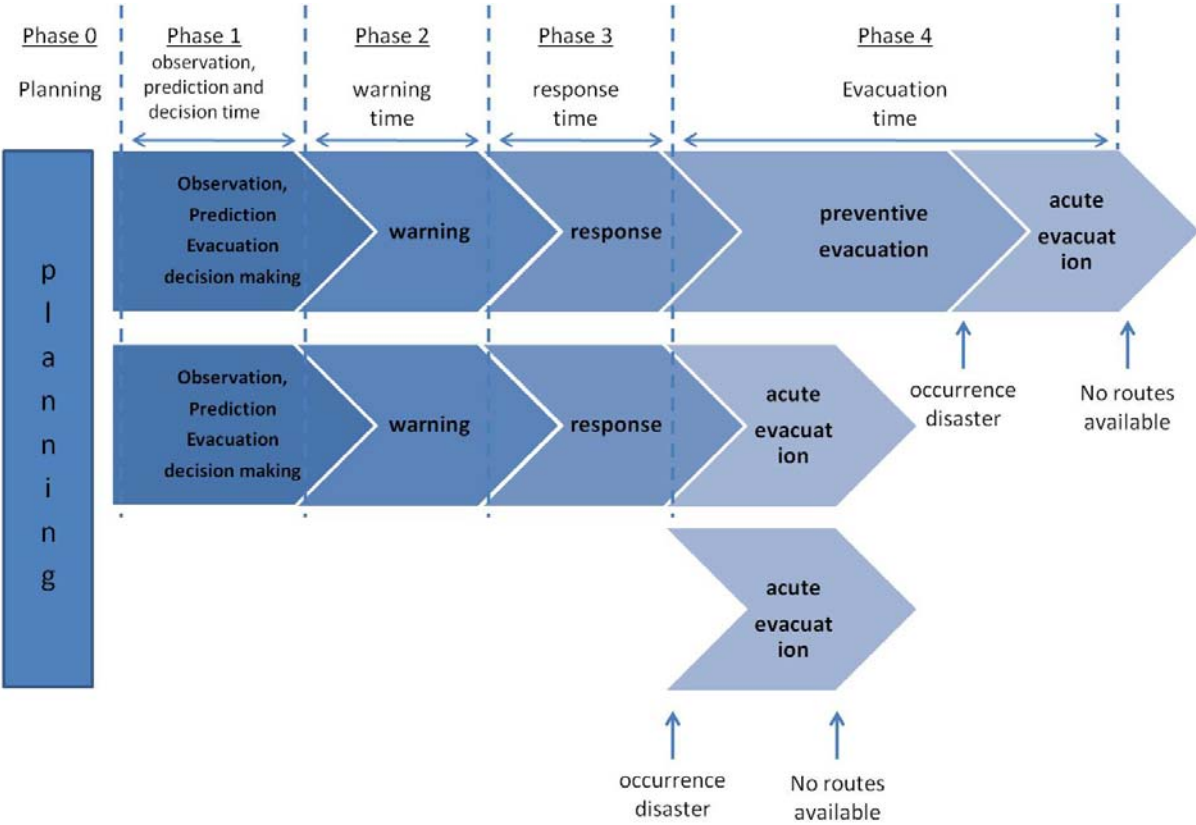 Phase 0
Planning
Phase 1
observation,
prediction and
decision time
Phase 2
warning
time
Phase 3
response
time
Phase 4
Evacuation
time
planning
Observation,
Prediction
Evacuation
decision making
warning
response
preventive
evacuation
acute
evacuat
ion
Observation,
Prediction
Evacuation
decision making
warning
response
acute
evacuat
ion
occurrence
disaster
No routes
available
acute
evacuat
ion
occurrence
disaster
No routes
available